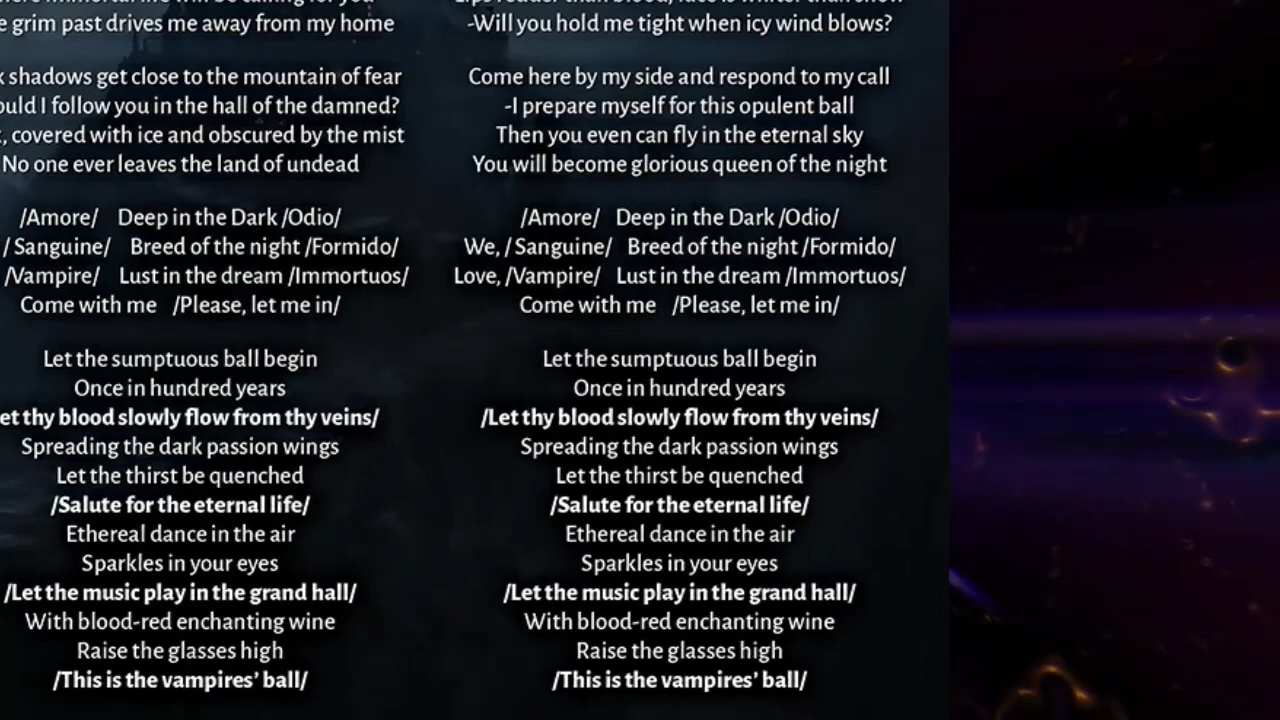 grim past drives me away from my home
shadows get close to the mountain of fear
I follow you in the hall of the damned?
, covered with ice and obscured by the mist
No one ever leaves the land of undead
/Amore/ Deep in the Dark /Odio/
/ Sanguine/ Breed of the night /Formido/
/Vampire/ Lust in the dream /Immortuos/
Come with me /Please, let me in/
Let the sumptuous ball begin
Once in hundred years
thy blood slowly flow from thy veins/
Spreading the dark passion wings
Let the thirst be quenched
/Salute for the eternal life/
Ethereal dance in the air
Sparkles in your eyes
/Let the music play in the grand hall/
With blood-red enchanting wine
Raise the glasses high
/This is the vampires’ ball/
-Will you hold me tight when icy wind blows?
Come here by my side and respond to my call
-I prepare myself for this opulent ball
Then you even can fly in the eternal sky
You will become glorious queen of the night
/Amore/ Deep in the Dark /Odio/
We, / Sanguine/ Breed of the night /Formido/
Love, /Vampire/ Lust in the dream /Immortuos/
Come with me /Please, let me in/
Let the sumptuous ball begin
Once in hundred years
/Let thy blood slowly flow from thy veins/
Spreading the dark passion wings
Let the thirst be quenched
/Salute for the eternal life/
Ethereal dance in the air
Sparkles in your eyes
/Let the music play in the grand hall/
With blood-red enchanting wine
Raise the glasses high
/This is the vampires’ ball/